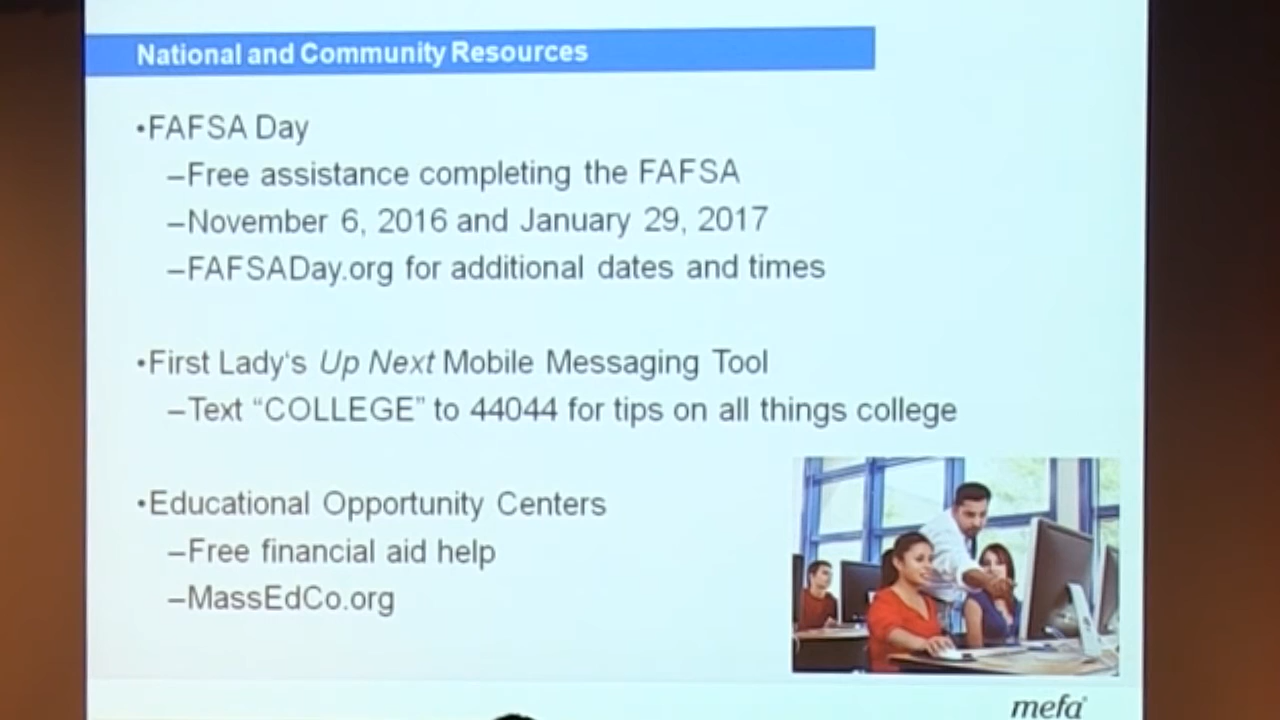 National and Community Resources
•FAFSA Day
–Free assistance completing the FAFSA
–November 6, 2016 and January 29, 2017
–FAFSADay.org for additional dates and times
•First Lady‘s Up Next Mobile Messaging Tool
–Text “COLLEGE” to 44044 for tips on all things college
•Educational Opportunity Centers
–Free financial aid help
–MassEdCo.org
mefa